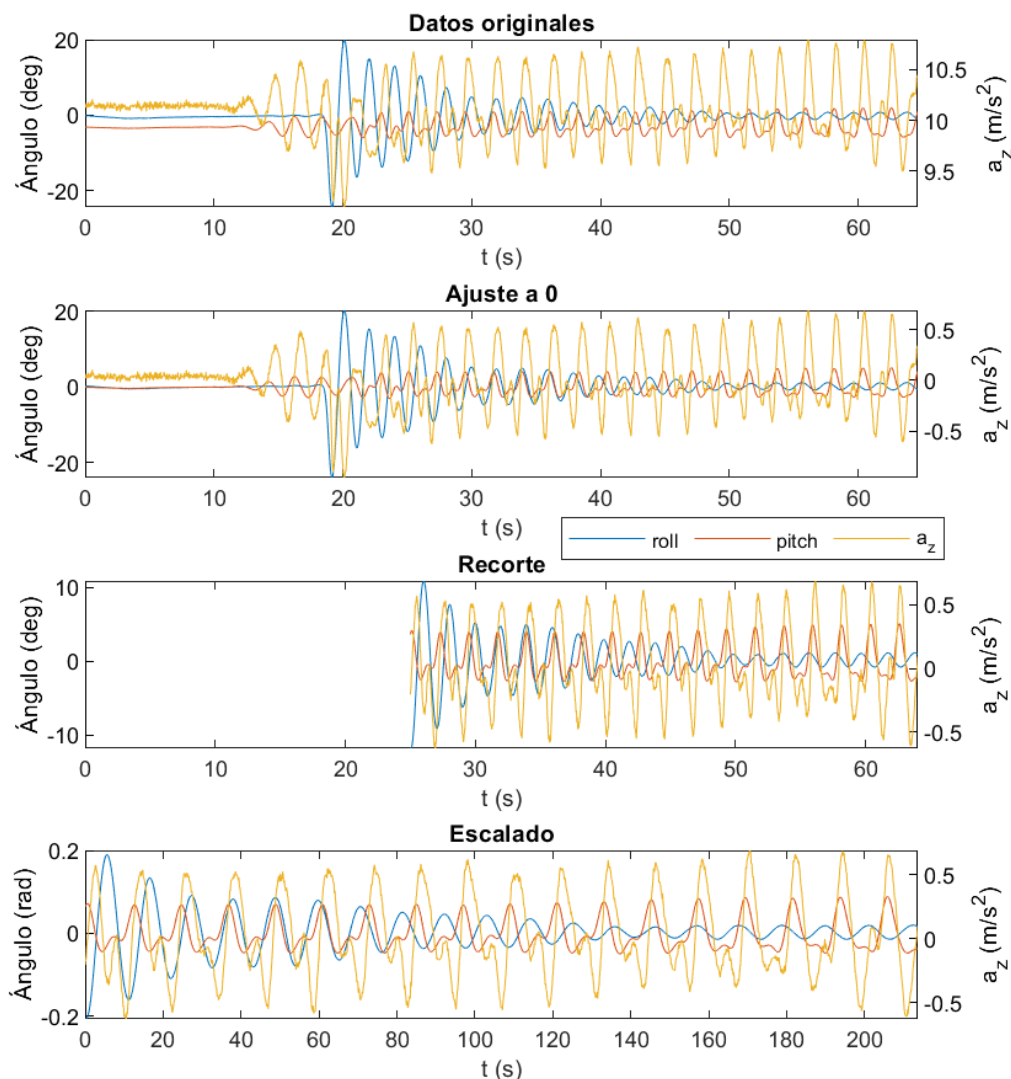 Datos originales
20
0
-20
Ángulo (deg)
10.5
10
9.5
a_z (m/s²)
0 10 20 30 40 50 60
t (s)
Ajuste a 0
20
0
-20
Ángulo (deg)
0.5
0
-0.5
a_z (m/s²)
0 10 20 30 40 50 60
t (s)
roll pitch a_z
Recorte
10
0
-10
Ángulo (deg)
0.5
0
-0.5
a_z (m/s²)
0 10 20 30 40 50 60
t (s)
Escalado
0.2
0
-0.2
Ángulo (rad)
0.5
0
-0.5
a_z (m/s²)
0 20 40 60 80 100 120 140 160 180 200
t (s)